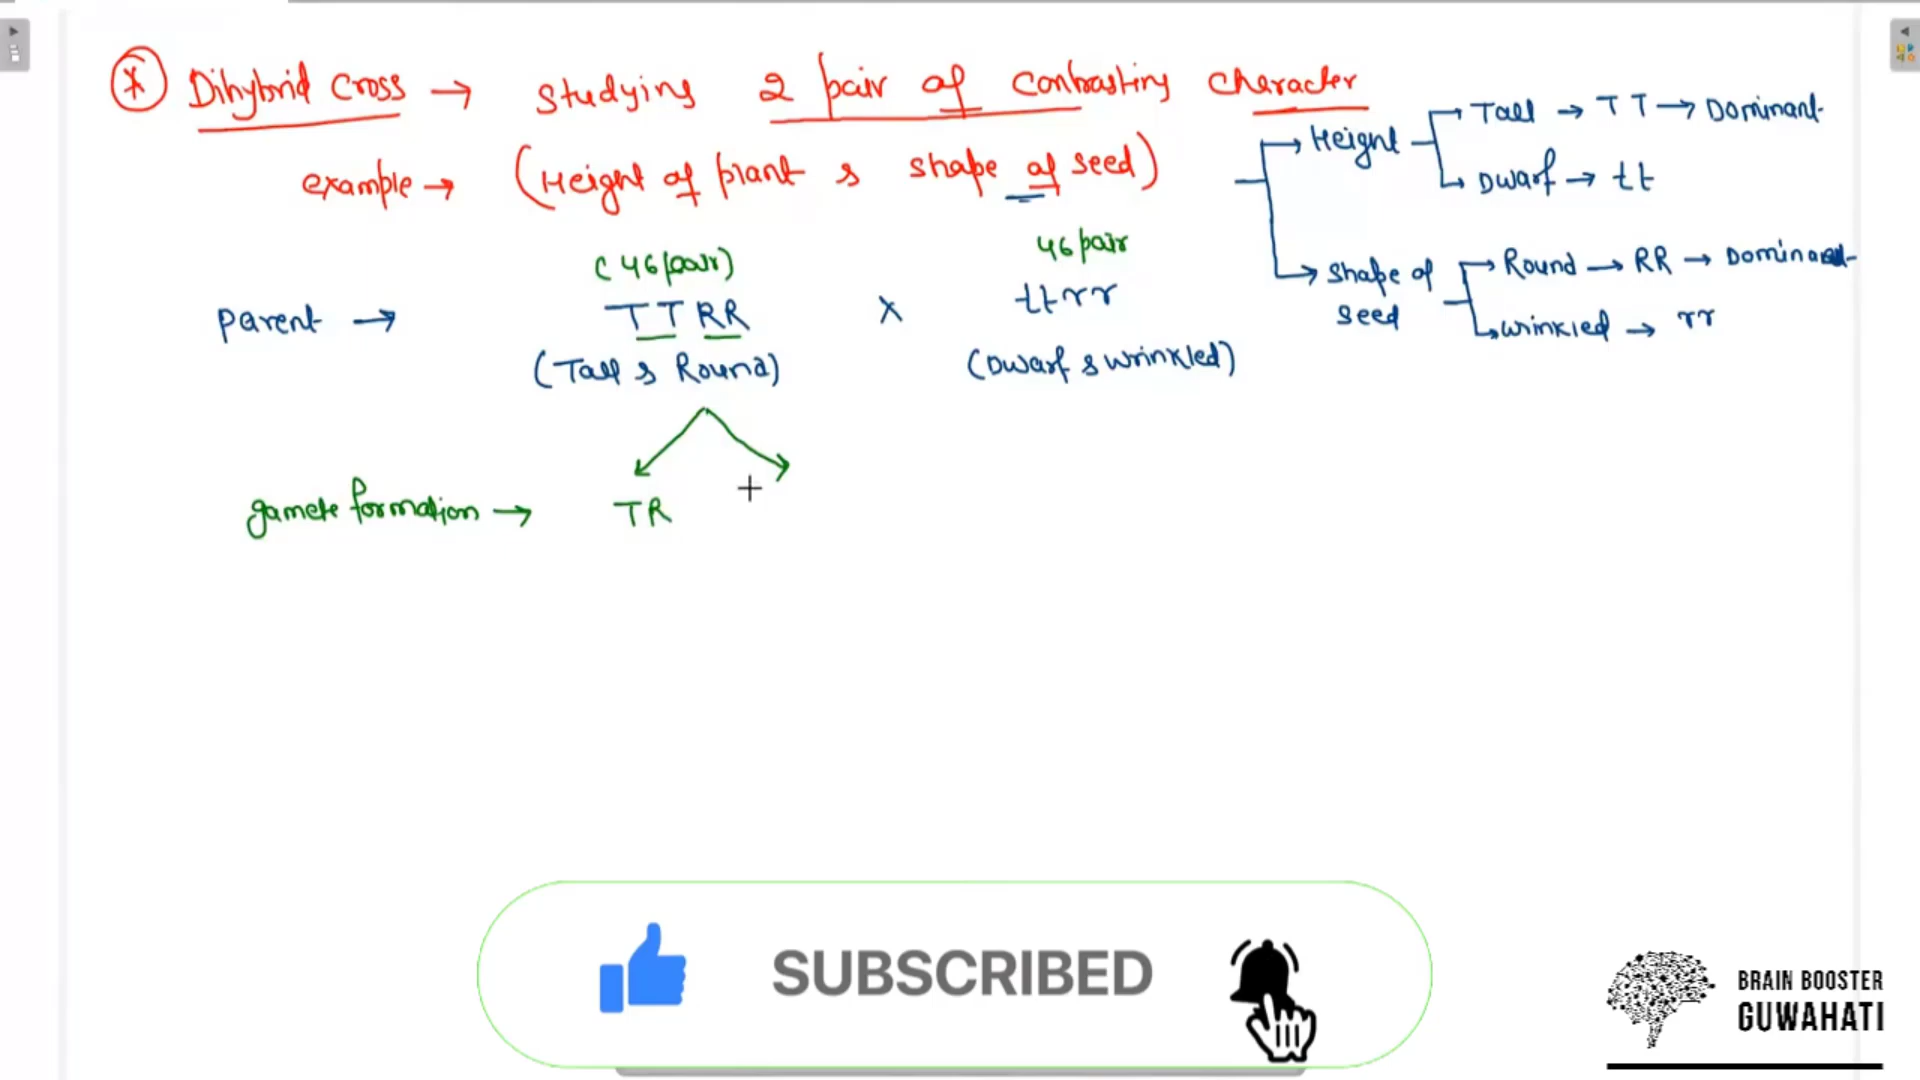 * Dihybrid Cross → Studying 2 pair of Contrasting Character
example → (Height of plant & shape of seed)
Height
Tall → TT → Dominant
Dwarf → tt
Shape of seed
Round → RR → Dominant
Wrinkled → rr
(46 pair)
46 pair
Parent → TTRR × ttrr
(Tall & Round)
(Dwarf & Wrinkled)
gamete formation → TR
SUBSCRIBED
BRAIN BOOSTER
GUWAHATI